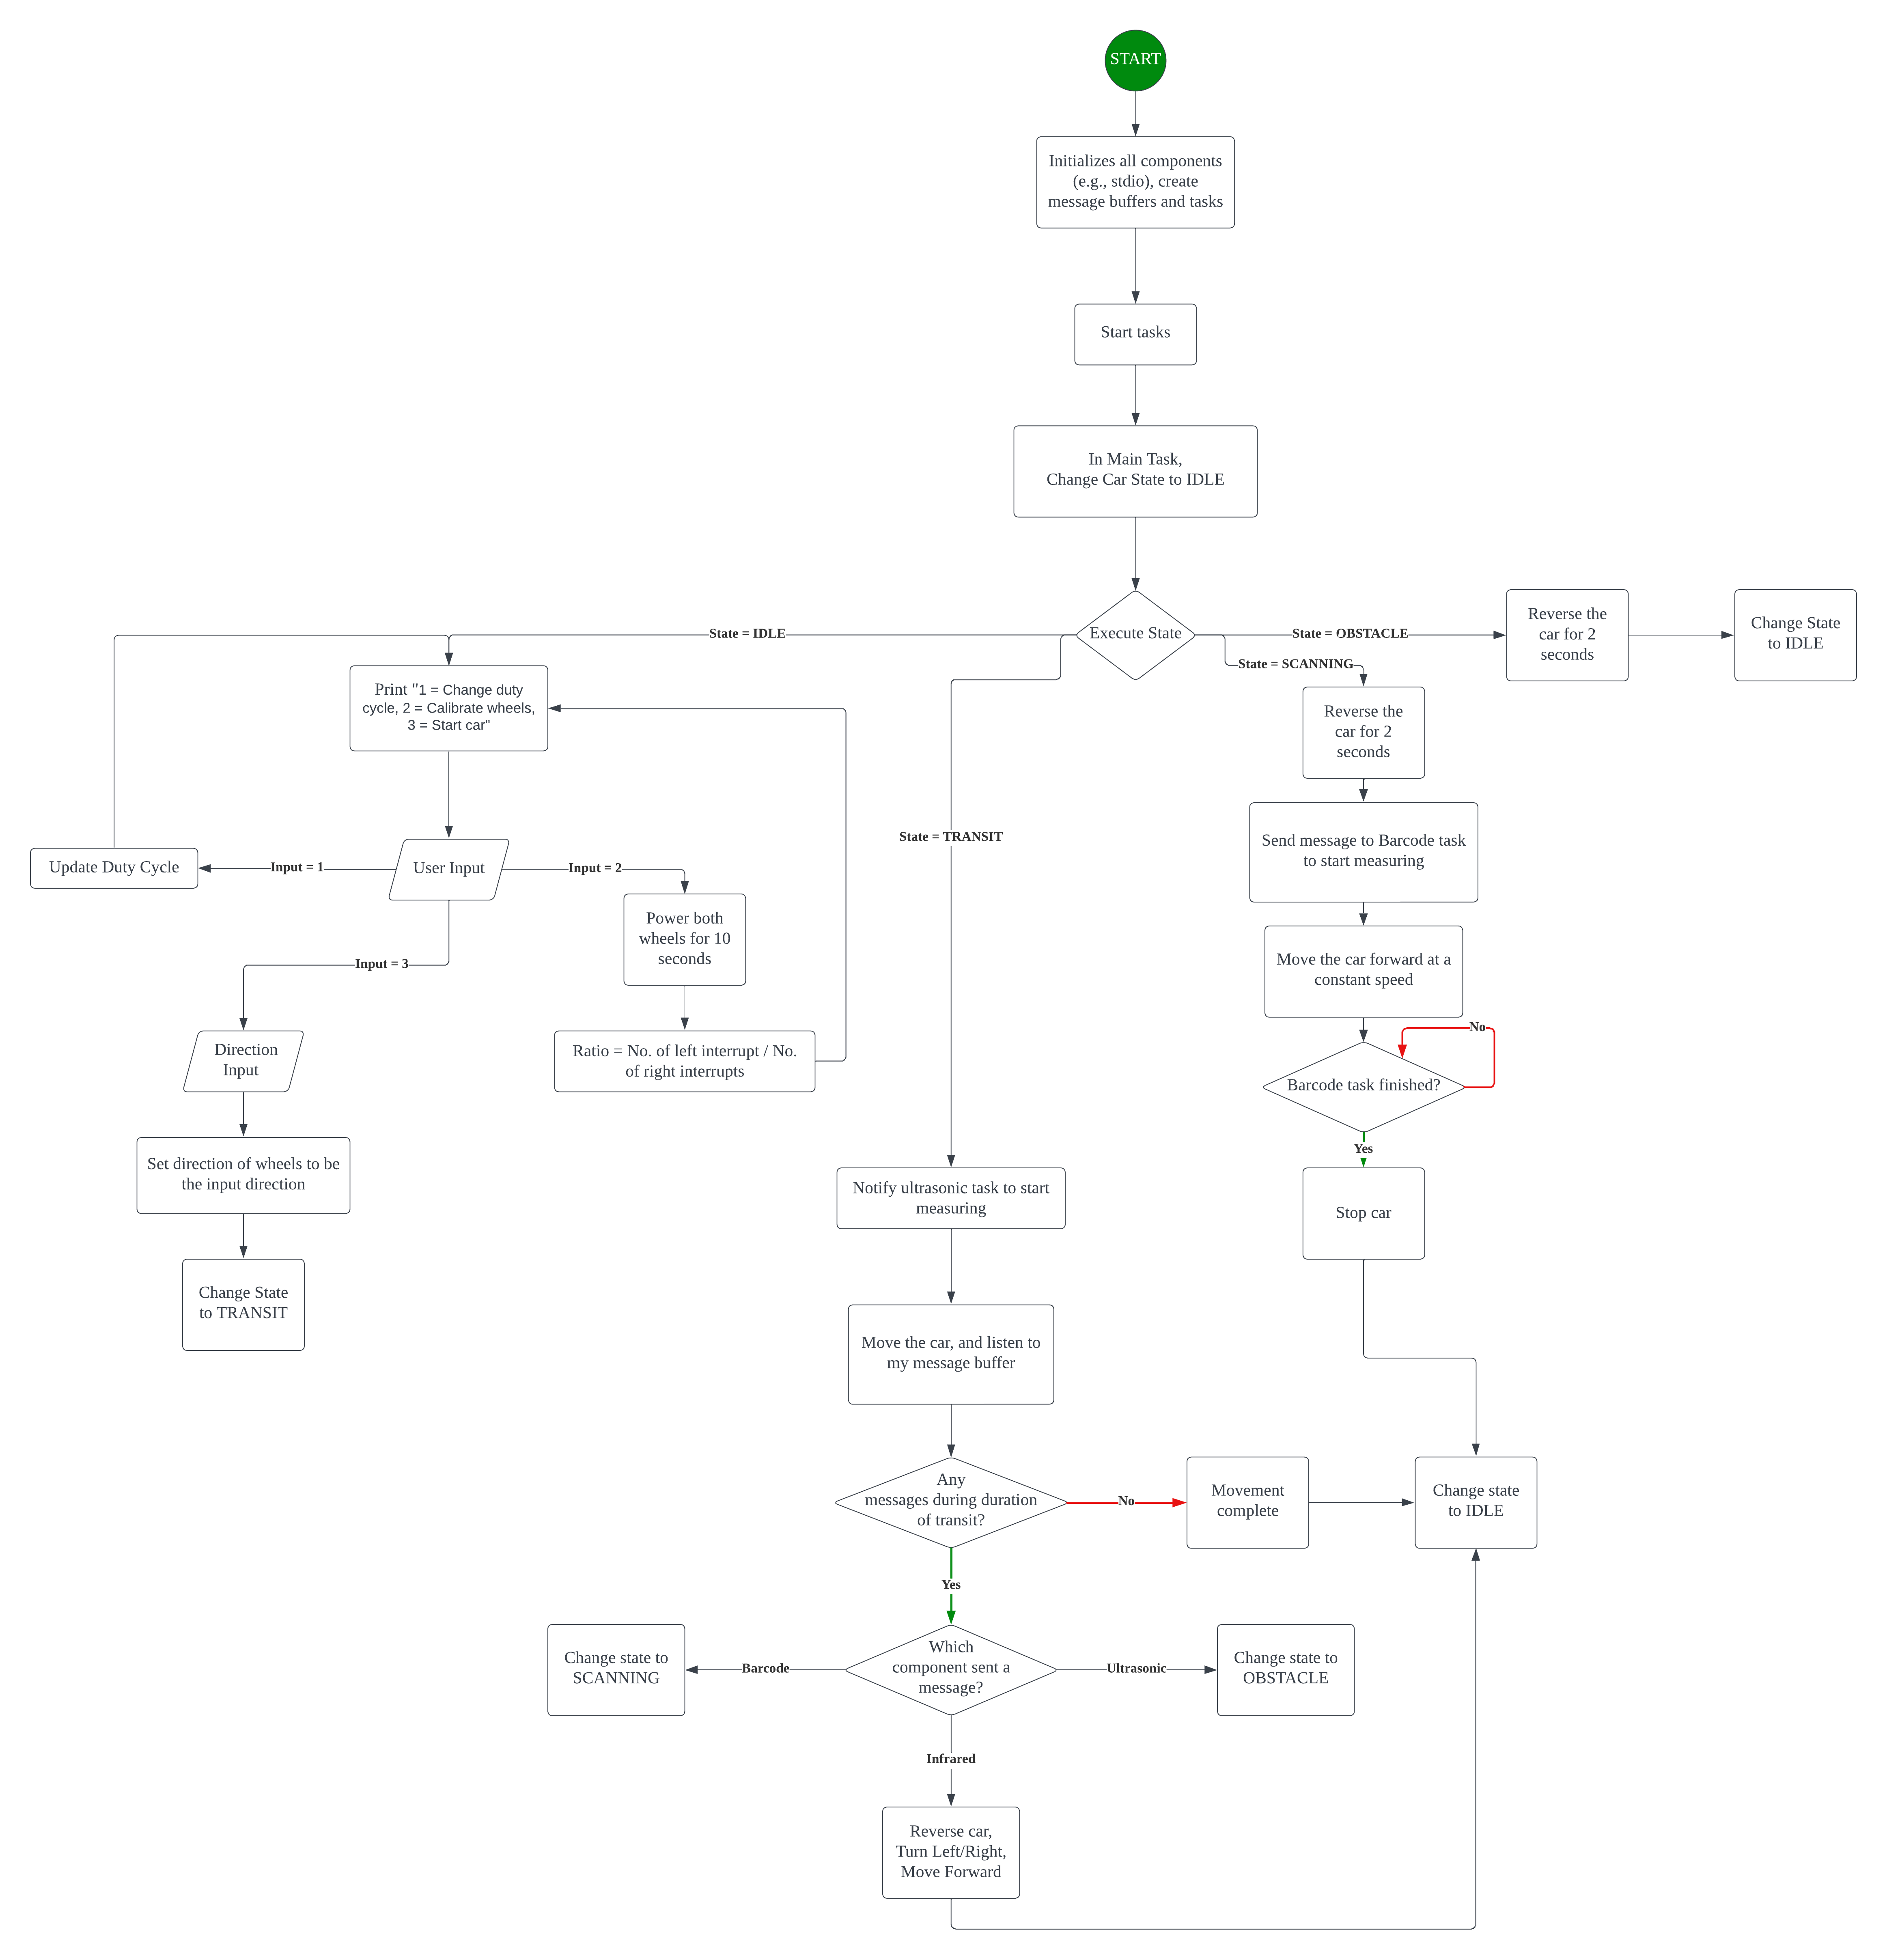 START
Initializes all components
(e.g., stdio), create
message buffers and tasks
Start tasks
In Main Task,
Change Car State to IDLE
Execute State
State = IDLE
State = OBSTACLE
State = SCANNING
State = TRANSIT
Reverse the
car for 2
seconds
Change State
to IDLE
Print "1 = Change duty
cycle, 2 = Calibrate wheels,
3 = Start car"
User Input
Input = 1
Update Duty Cycle
Input = 2
Power both
wheels for 10
seconds
Ratio = No. of left interrupt / No.
of right interrupts
Input = 3
Direction
Input
Set direction of wheels to be
the input direction
Change State
to TRANSIT
Reverse the
car for 2
seconds
Send message to Barcode task
to start measuring
Move the car forward at a
constant speed
Barcode task finished?
No
Yes
Stop car
Notify ultrasonic task to start
measuring
Move the car, and listen to
my message buffer
Any
messages during duration
of transit?
No
Movement
complete
Change state
to IDLE
Yes
Which
component sent a
message?
Barcode
Change state to
SCANNING
Ultrasonic
Change state to
OBSTACLE
Infrared
Reverse car,
Turn Left/Right,
Move Forward